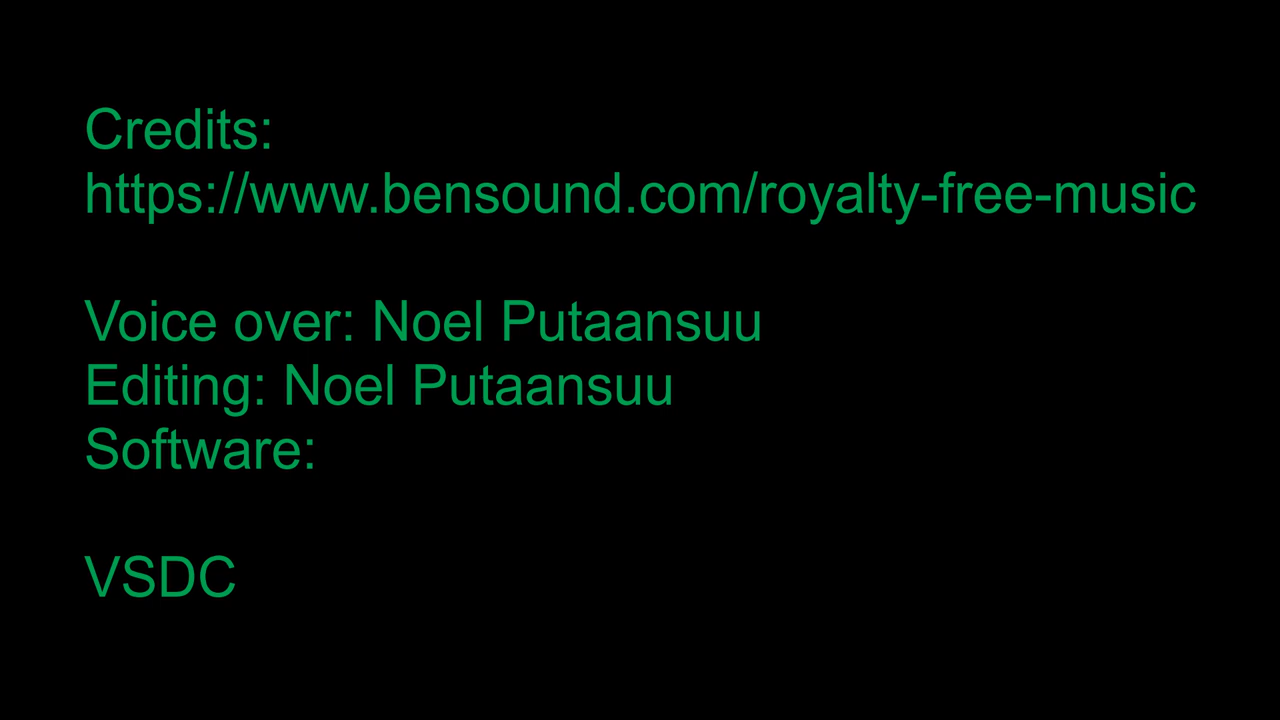 Credits:
https://www.bensound.com/royalty-free-music
Voice over: Noel Putaansuu
Editing: Noel Putaansuu
Software:
VSDC